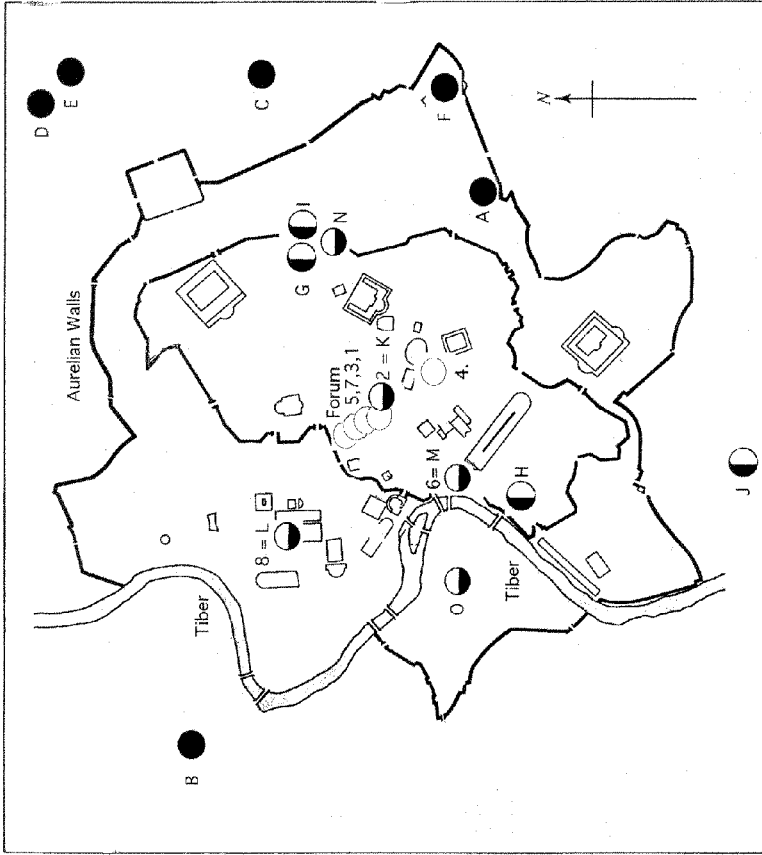 D
E
C
F
N
A
Aurelian Walls
I
G
N
Forum
5,7,3,1
2 = K
4.
6=M
8 = L
H
J
O
Tiber
Tiber
B